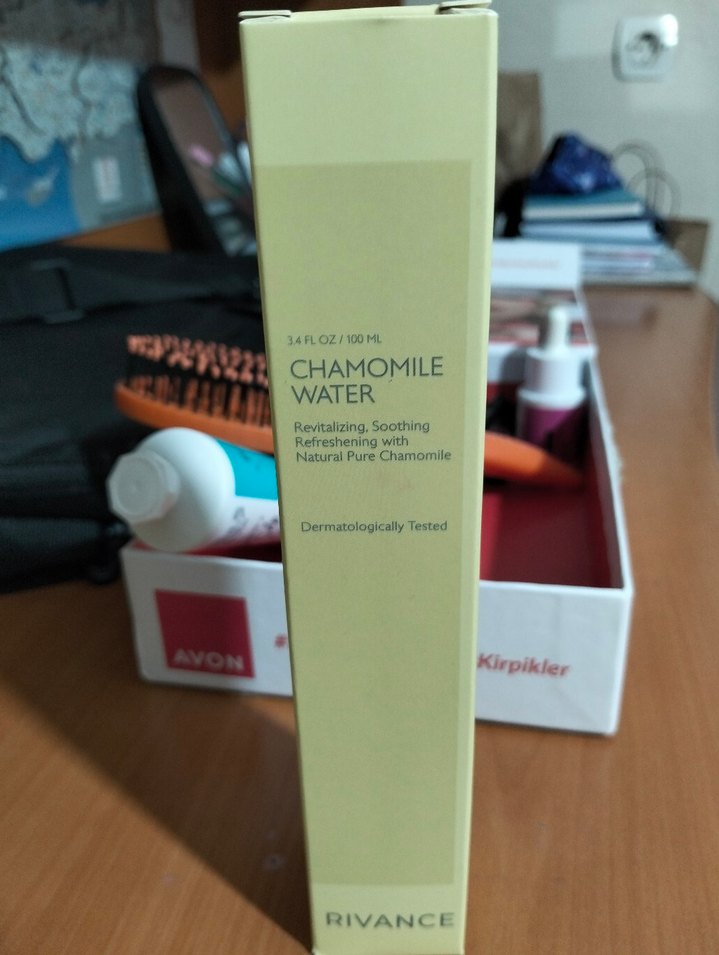 3.4 FL OZ / 100 ML
CHAMOMILE
WATER
Revitalizing, Soothing
Refreshening with
Natural Pure Chamomile
Dermatologically Tested
RIVANCE
AVON
Kirpikler